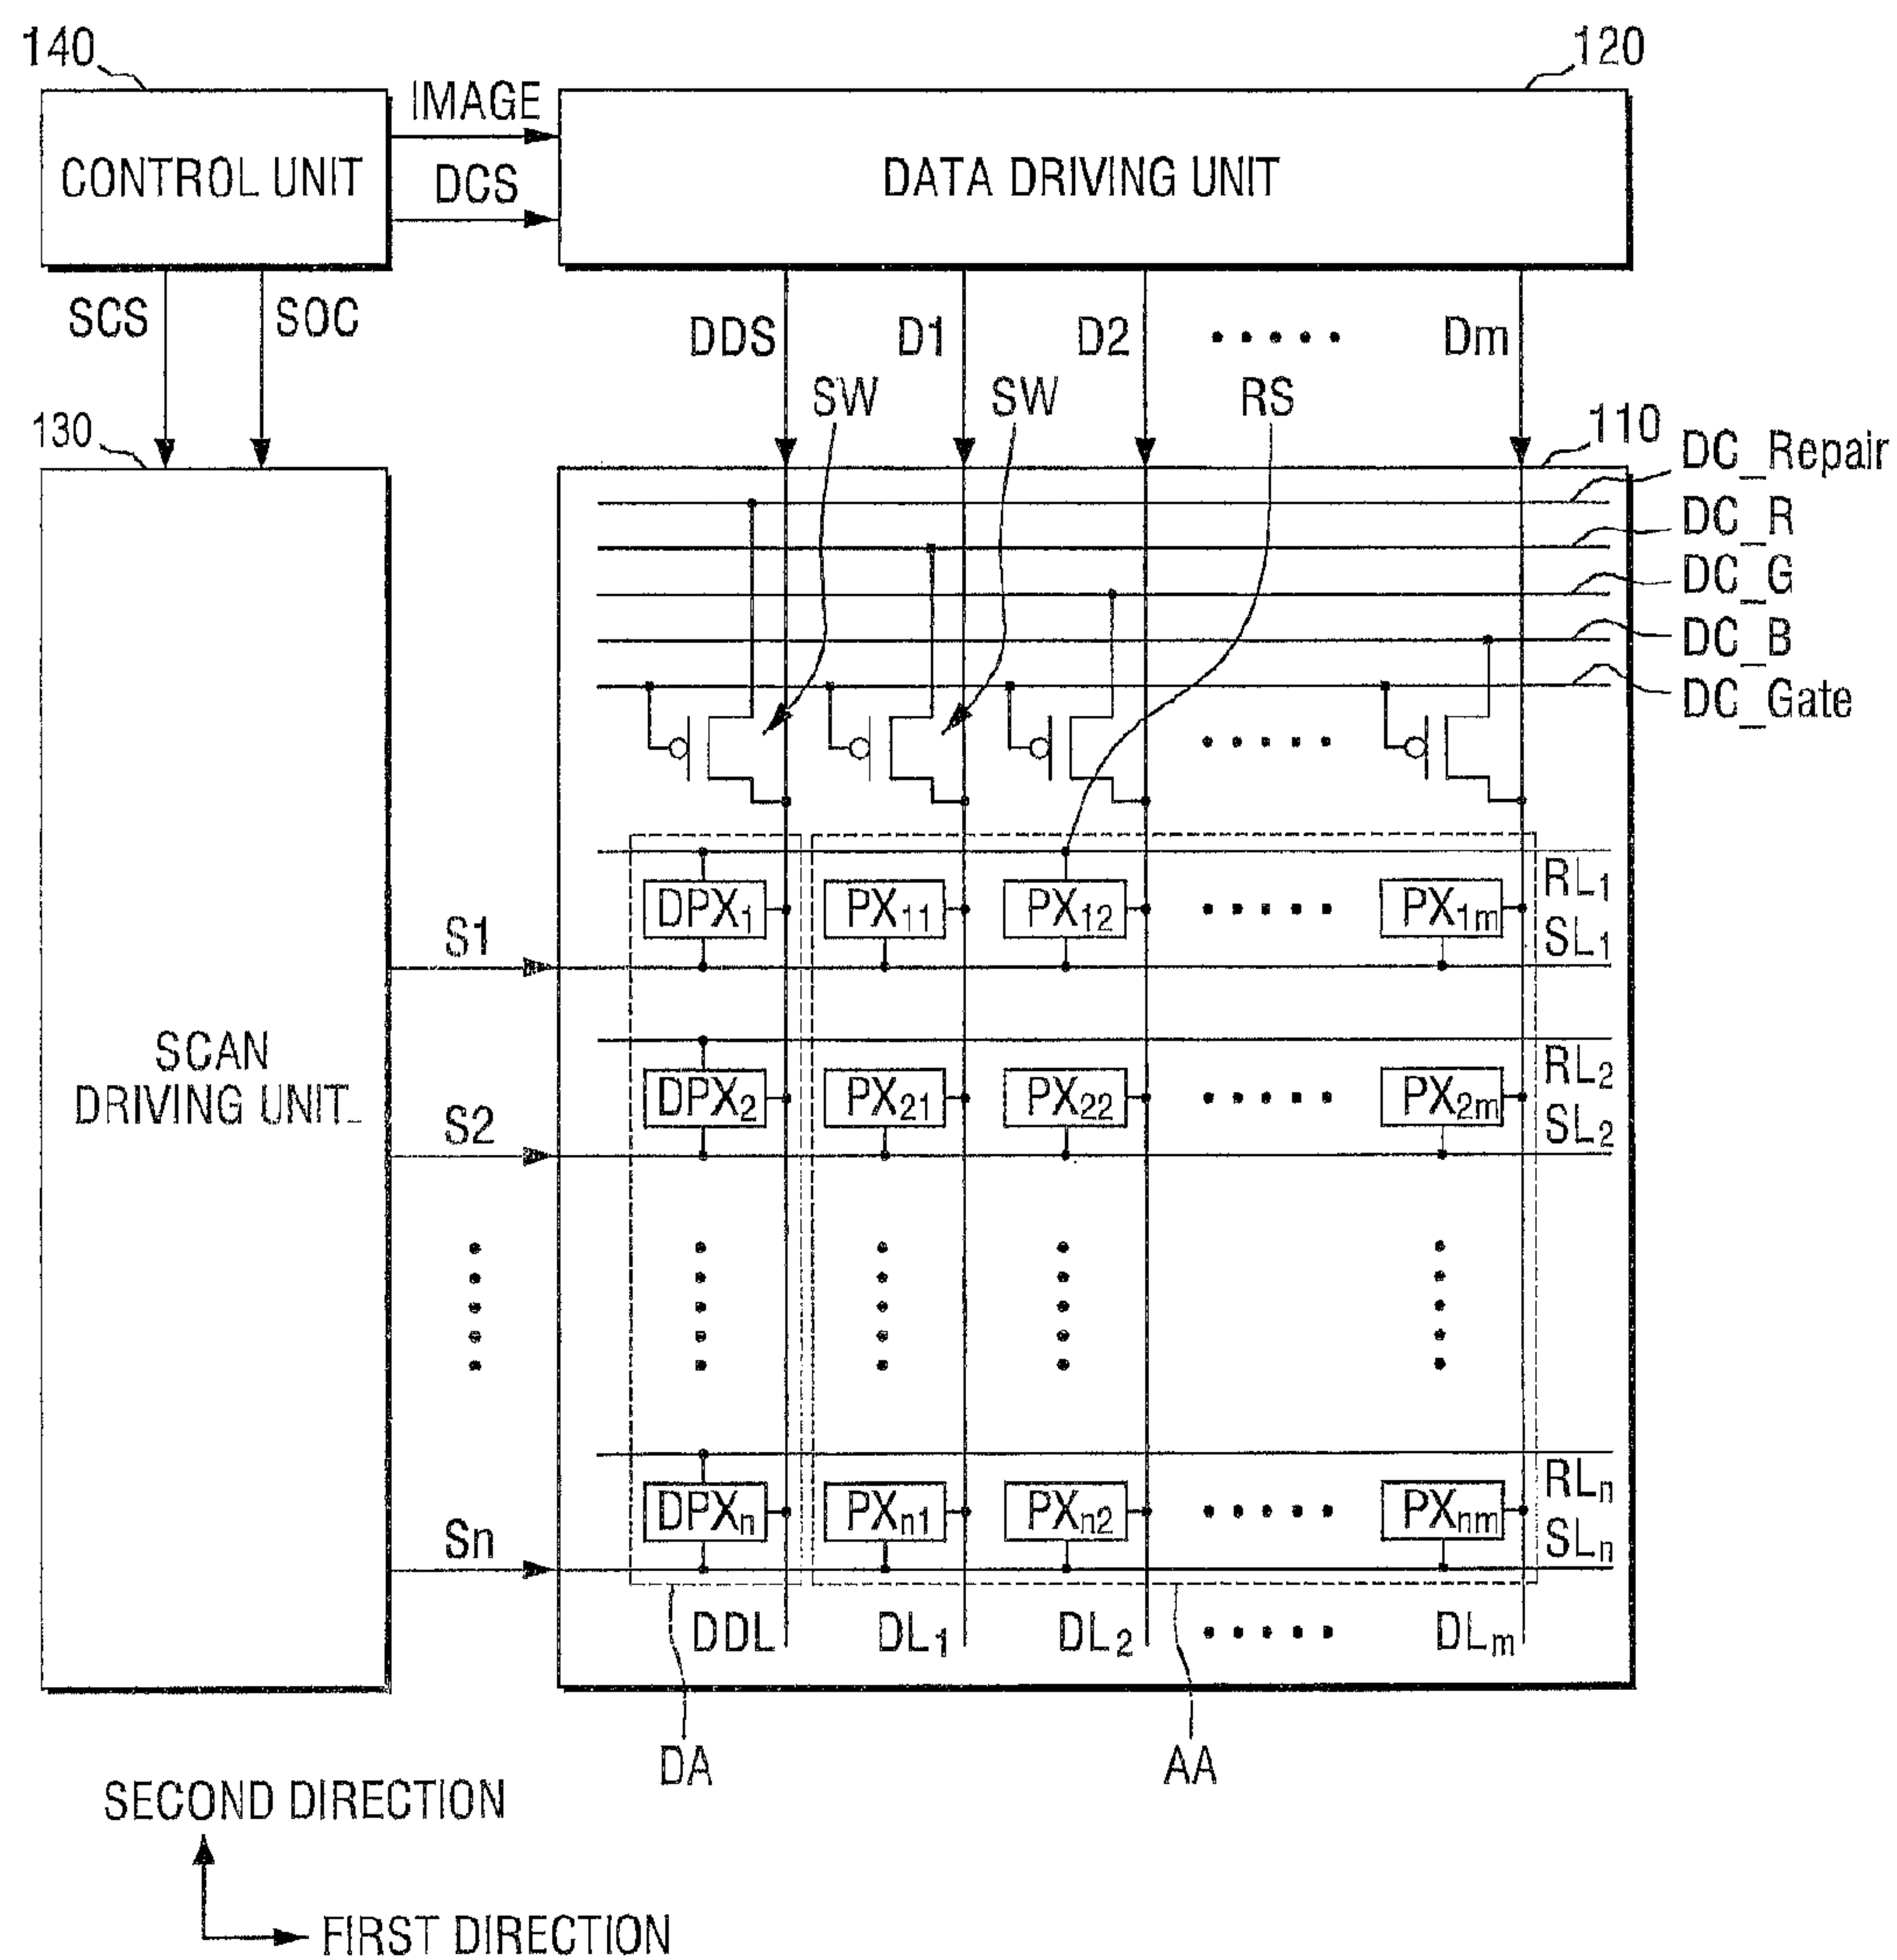 140
120
IMAGE
CONTROL UNIT
DCS
DATA DRIVING UNIT
SCS
SOC
DDS
D1
D2
Dm
SW
SW
RS
130
110
DC_Repair
DC_R
DC_G
DC_B
DC_Gate
DPX1
PX11
PX12
PX1m
RL1
SL1
S1
SCAN
DRIVING UNIT
DPX2
PX21
PX22
PX2m
RL2
SL2
S2
DPXn
PXn1
PXn2
PXnm
RLn
SLn
Sn
DDL
DL1
DL2
DLm
DA
AA
SECOND DIRECTION
FIRST DIRECTION